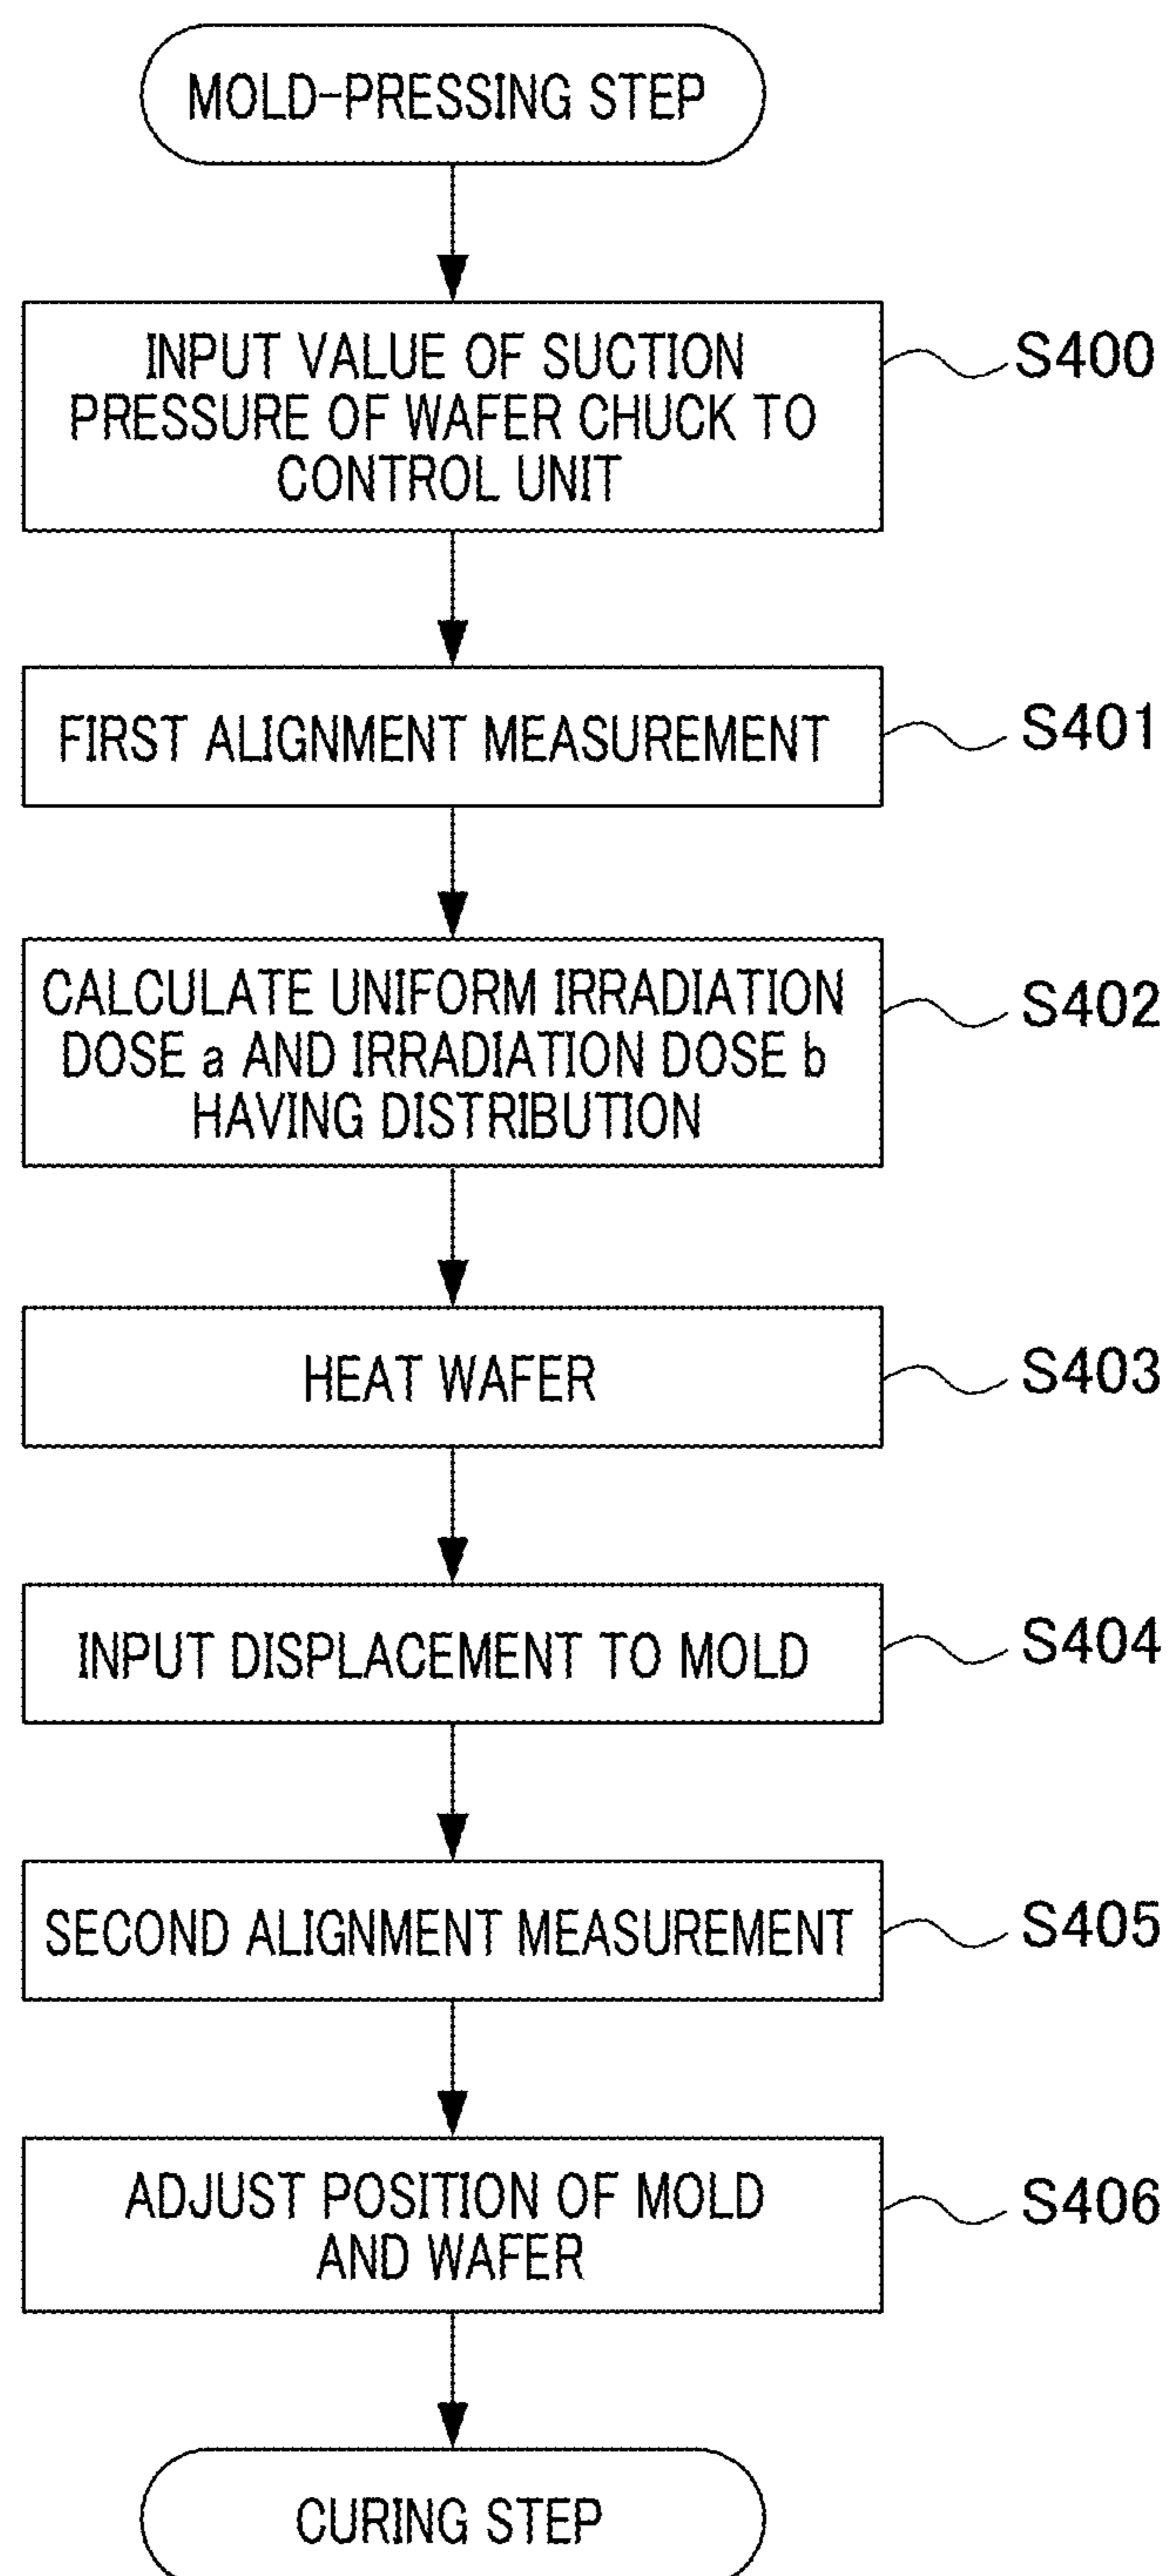 MOLD-PRESSING STEP
INPUT VALUE OF SUCTION
PRESSURE OF WAFER CHUCK TO
CONTROL UNIT
S400
FIRST ALIGNMENT MEASUREMENT
S401
CALCULATE UNIFORM IRRADIATION
DOSE a AND IRRADIATION DOSE b
HAVING DISTRIBUTION
S402
HEAT WAFER
S403
INPUT DISPLACEMENT TO MOLD
S404
SECOND ALIGNMENT MEASUREMENT
S405
ADJUST POSITION OF MOLD
AND WAFER
S406
CURING STEP